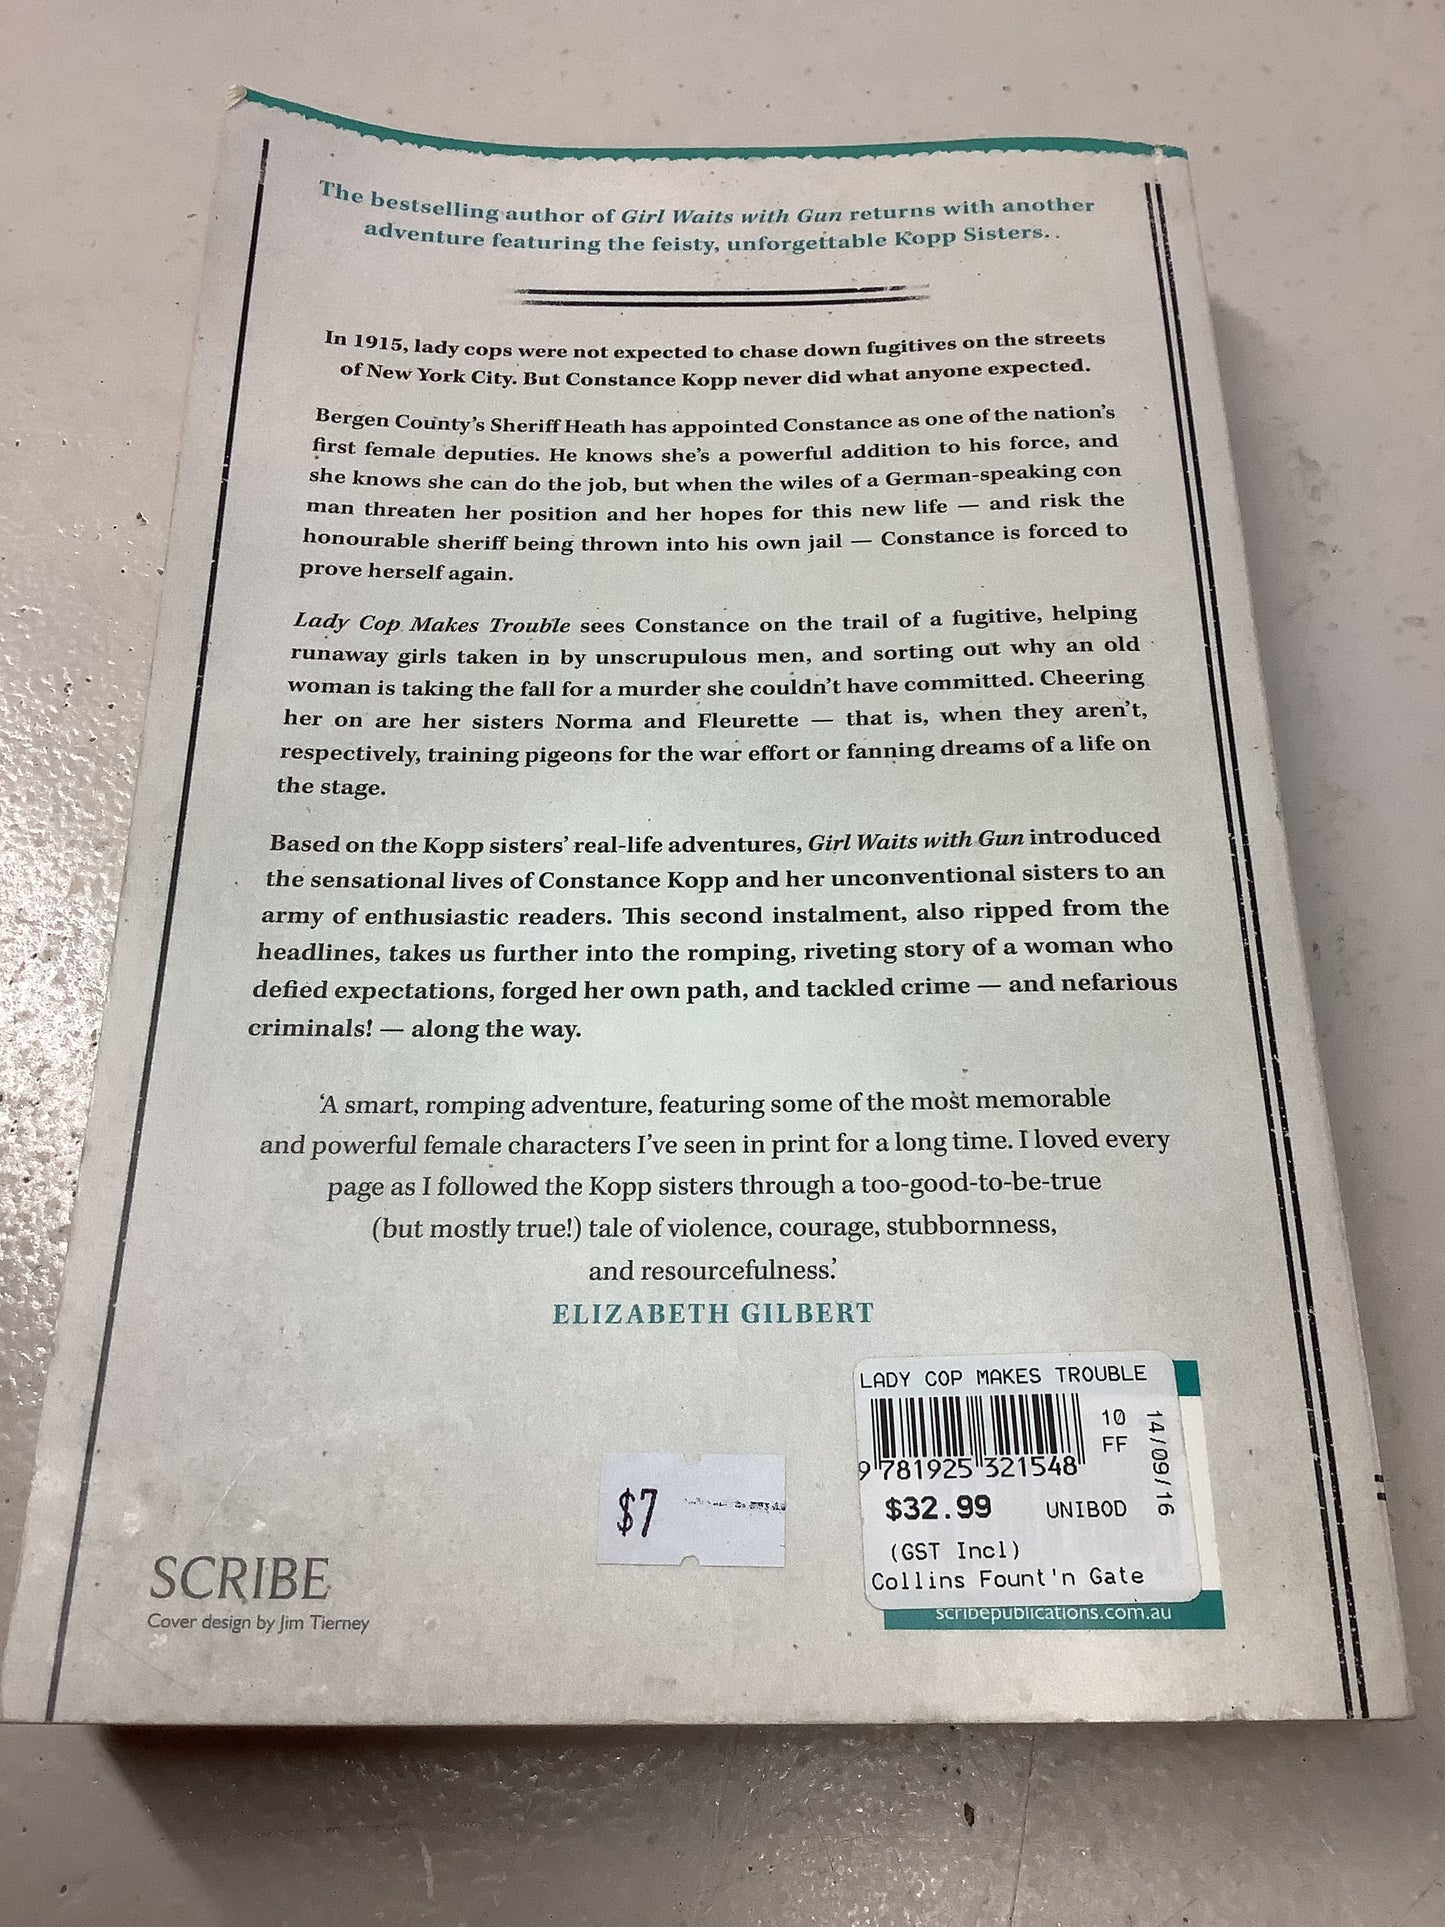 The bestselling author of Girl Waits with Gun returns with another
adventure featuring the feisty, unforgettable Kopp Sisters. .
In 1915, lady cops were not expected to chase down fugitives on the streets
of New York City. But Constance Kopp never did what anyone expected.
Bergen County’s Sheriff Heath has appointed Constance as one of the nation’s
first female deputies. He knows she’s a powerful addition to his force, and
she knows she can do the job, but when the wiles of a German-speaking con
man threaten her position and her hopes for this new life — and risk the
honourable sheriff being thrown into his own jail — Constance is forced to
prove herself again.
Lady Cop Makes Trouble sees Constance on the trail of a fugitive, helping
runaway girls taken in by unscrupulous men, and sorting out why an old
woman is taking the fall for a murder she couldn’t have committed. Cheering
her on are her sisters Norma and Fleurette — that is, when they aren’t,
respectively, training pigeons for the war effort or fanning dreams of a life on
the stage.
Based on the Kopp sisters’ real-life adventures, Girl Waits with Gun introduced
the sensational lives of Constance Kopp and her unconventional sisters to an
army of enthusiastic readers. This second instalment, also ripped from the
headlines, takes us further into the romping, riveting story of a woman who
defied expectations, forged her own path, and tackled crime — and nefarious
criminals! — along the way.
‘A smart, romping adventure, featuring some of the most memorable
and powerful female characters I’ve seen in print for a long time. I loved every
page as I followed the Kopp sisters through a too-good-to-be-true
(but mostly true!) tale of violence, courage, stubbornness,
and resourcefulness.’
ELIZABETH GILBERT
LADY COP MAKES TROUBLE
10
FF
14/09/16
9 781925 321548
$32.99 UNIBOD
(GST Incl)
Collins Fount'n Gate
scribepublications.com.au
$7
SCRIBE
Cover design by Jim Tierney